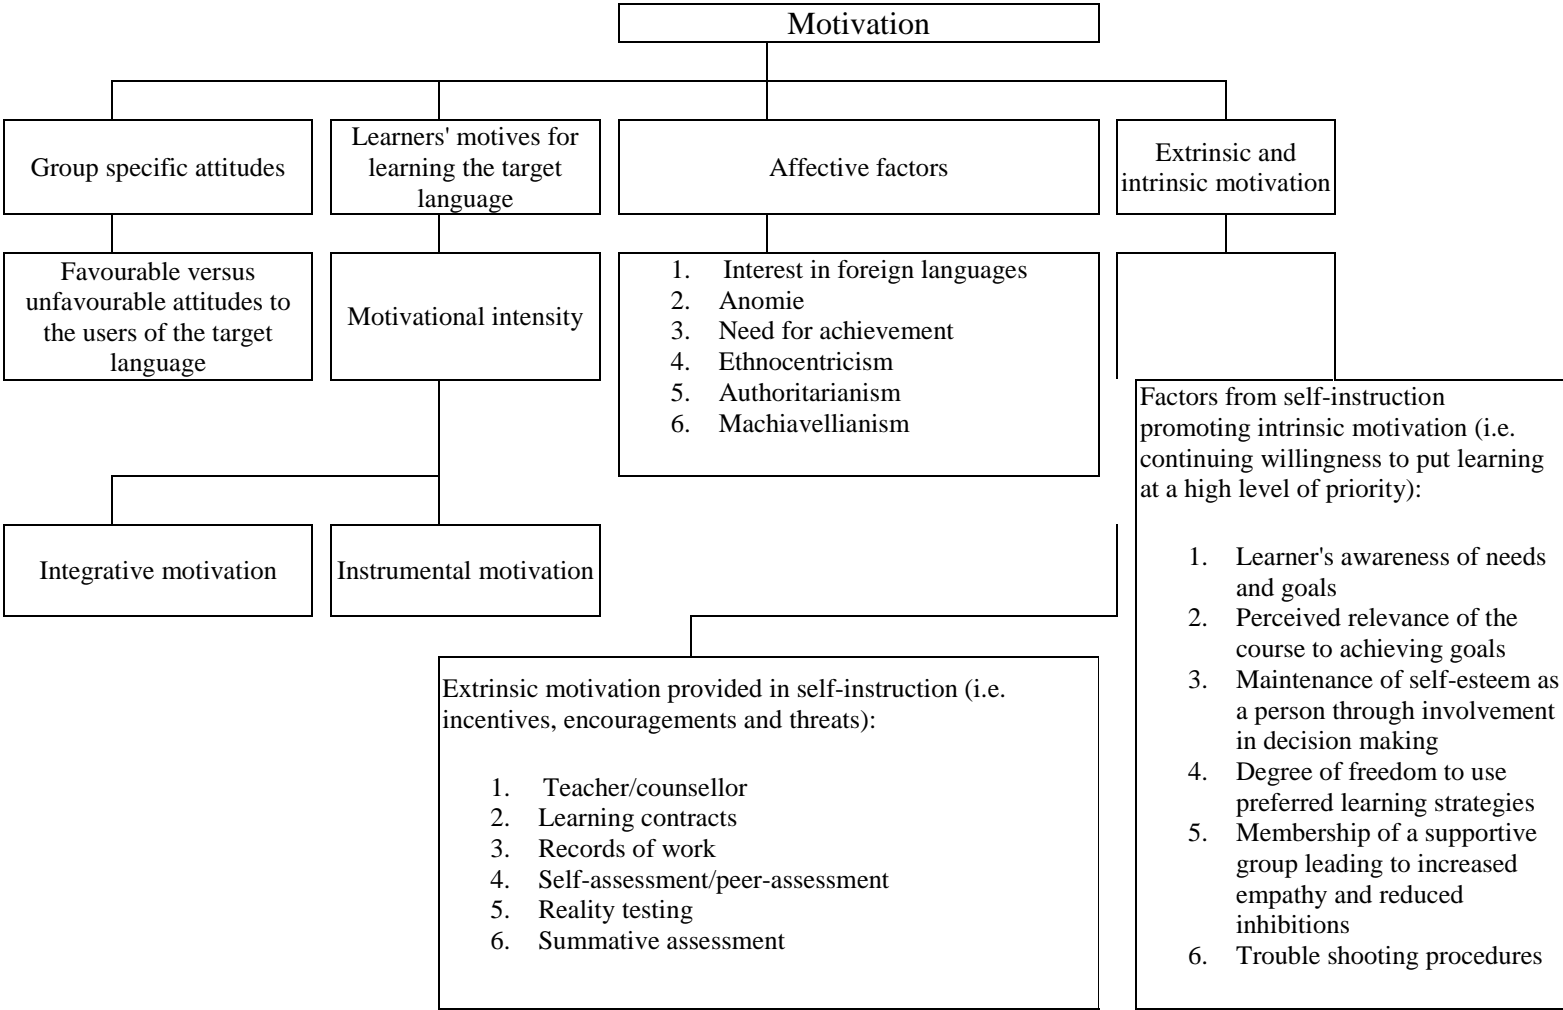 Motivation
Group specific attitudes
Learners' motives for
learning the target
language
Affective factors
Extrinsic and
intrinsic motivation
Favourable versus
unfavourable attitudes to
the users of the target
language
Motivational intensity
1. Interest in foreign languages
2. Anomie
3. Need for achievement
4. Ethnocentricism
5. Authoritarianism
6. Machiavellianism
Integrative motivation
Instrumental motivation
Extrinsic motivation provided in self-instruction (i.e.
incentives, encouragements and threats):
1. Teacher/counsellor
2. Learning contracts
3. Records of work
4. Self-assessment/peer-assessment
5. Reality testing
6. Summative assessment
Factors from self-instruction
promoting intrinsic motivation (i.e.
continuing willingness to put learning
at a high level of priority):
1. Learner's awareness of needs
and goals
2. Perceived relevance of the
course to achieving goals
3. Maintenance of self-esteem as
a person through involvement
in decision making
4. Degree of freedom to use
preferred learning strategies
5. Membership of a supportive
group leading to increased
empathy and reduced
inhibitions
6. Trouble shooting procedures